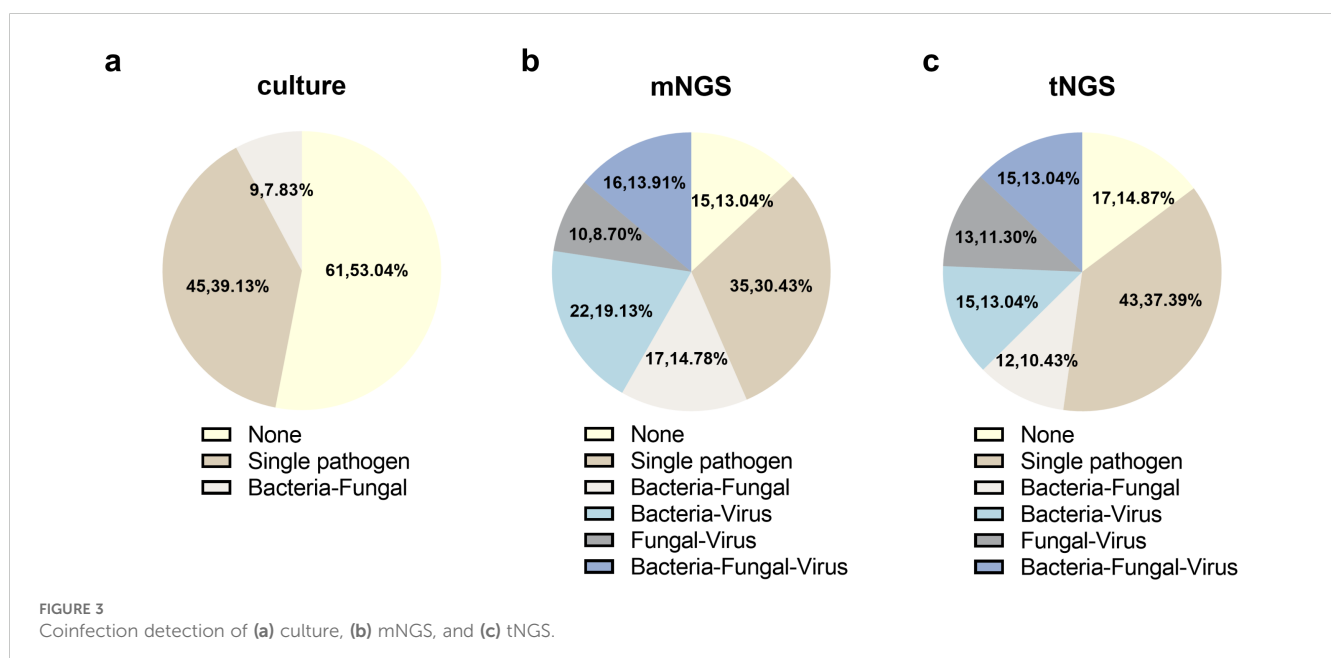 a
culture
9,7.83%
45,39.13%
61,53.04%
None
Single pathogen
Bacteria-Fungal
b
mNGS
16,13.91%
15,13.04%
10,8.70%
35,30.43%
22,19.13%
17,14.78%
None
Single pathogen
Bacteria-Fungal
Bacteria-Virus
Fungal-Virus
Bacteria-Fungal-Virus
c
tNGS
15,13.04%
17,14.87%
13,11.30%
43,37.39%
15,13.04%
12,10.43%
None
Single pathogen
Bacteria-Fungal
Bacteria-Virus
Fungal-Virus
Bacteria-Fungal-Virus
FIGURE 3
Coinfection detection of (a) culture, (b) mNGS, and (c) tNGS.